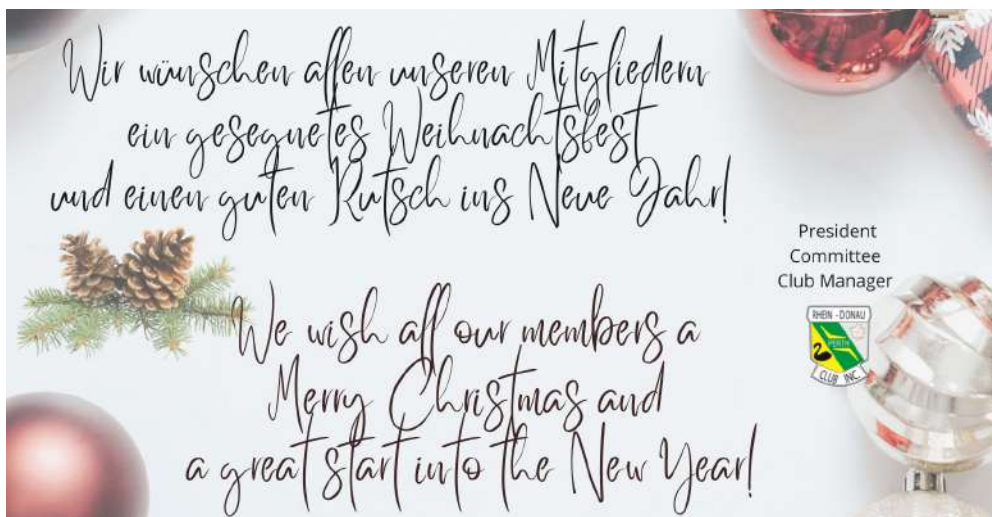 Wir wünschen allen unseren Mitgliedern
ein gesegnetes Weihnachtsfest
und einen guten Rutsch ins Neue Jahr!
President
Committee
Club Manager
RHEIN - DONAU
PERTH
CLUB INC.
We wish all our members a
Merry Christmas and
a great start into the New Year!